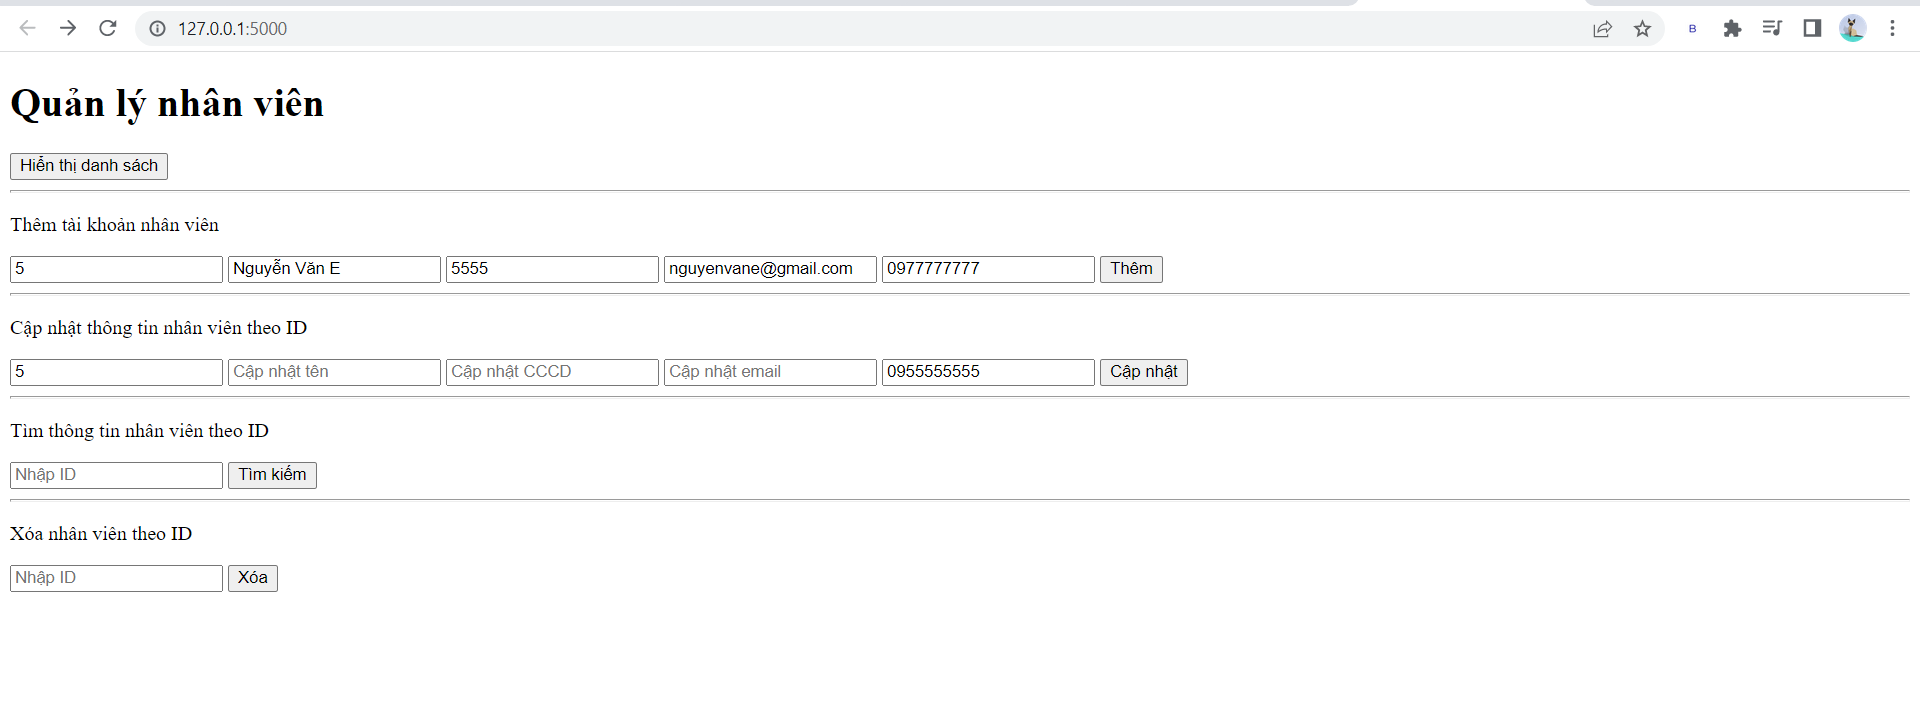 127.0.0.1:5000
B
Quản lý nhân viên
Hiển thị danh sách
Thêm tài khoản nhân viên
5 Nguyễn Văn E 5555 nguyenvane@gmail.com 0977777777 Thêm
Cập nhật thông tin nhân viên theo ID
5 Cập nhật tên Cập nhật CCCD Cập nhật email 0955555555 Cập nhật
Tìm thông tin nhân viên theo ID
Nhập ID Tìm kiếm
Xóa nhân viên theo ID
Nhập ID Xóa